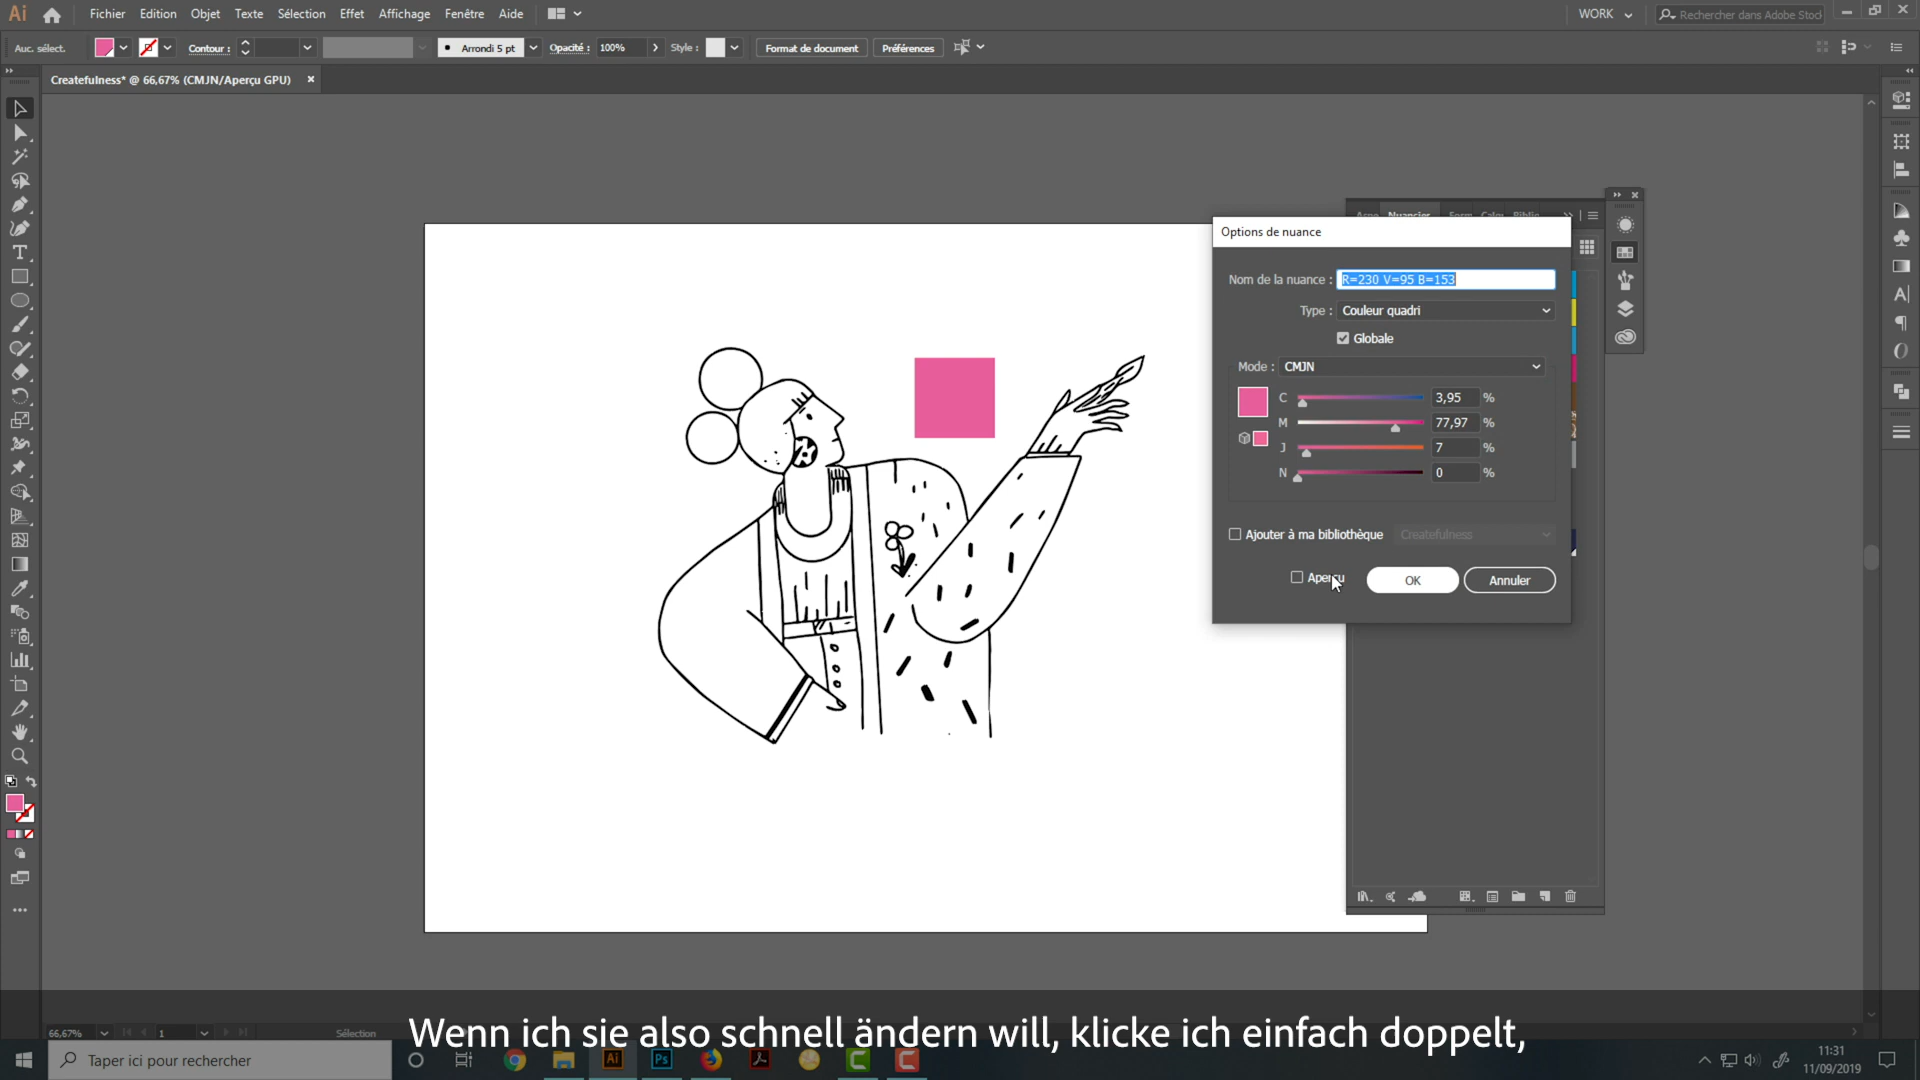 Ai Fichier Edition Objet Texte Sélection Effet Affichage Fenêtre Aide WORK Rechercher dans Adobe Stock
Auc. sélect. Contour : Arrondi 5 pt Opacité : 100% Style : Format de document Préférences
Createfulness* @ 66,67% (CMJN/Aperçu GPU)
Nuancier
Options de nuance
Nom de la nuance : R=230 V=95 B=153
Type : Couleur quadri
Globale
Mode : CMJN
C 3,95 %
M 77,97 %
J 7 %
N 0 %
Ajouter à ma bibliothèque Createfulness
Aperçu OK Annuler
66,67% 1 Sélection
Wenn ich sie also schnell ändern will, klicke ich einfach doppelt,
Taper ici pour rechercher
Ai Ps
11:31
11/09/2019